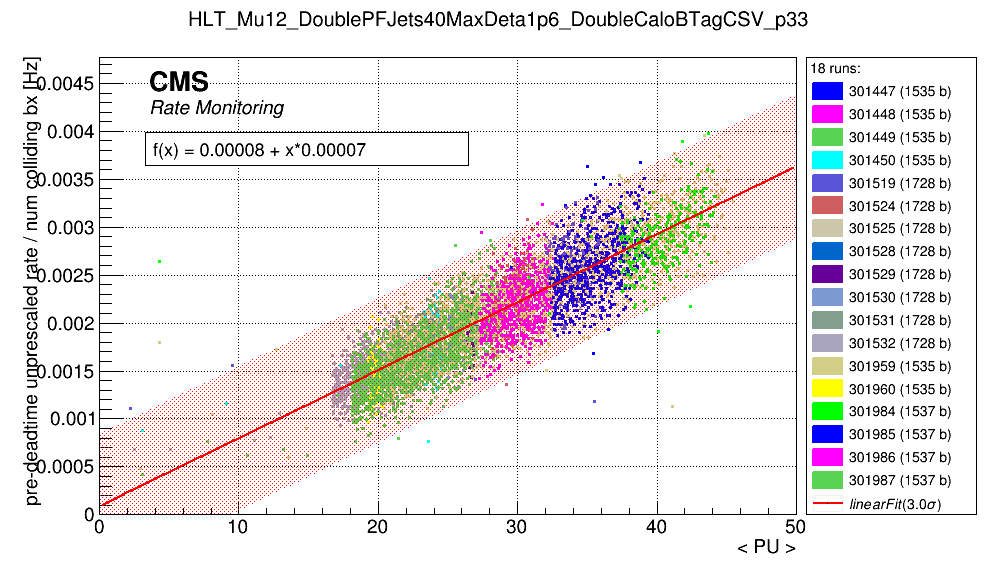 HLT_Mu12_DoublePFJets40MaxDeta1p6_DoubleCaloBTagCSV_p33
pre-deadtime unprescaled rate / num colliding bx [Hz]
0.0045
0.004
0.0035
0.003
0.0025
0.002
0.0015
0.001
0.0005
0
CMS
Rate Monitoring
f(x) = 0.00008 + x*0.00007
0 10 20 30 40 50
< PU >
18 runs:
301447 (1535 b)
301448 (1535 b)
301449 (1535 b)
301450 (1535 b)
301519 (1728 b)
301524 (1728 b)
301525 (1728 b)
301528 (1728 b)
301529 (1728 b)
301530 (1728 b)
301531 (1728 b)
301532 (1728 b)
301959 (1535 b)
301960 (1535 b)
301984 (1537 b)
301985 (1537 b)
301986 (1537 b)
301987 (1537 b)
linearFit(3.0σ)